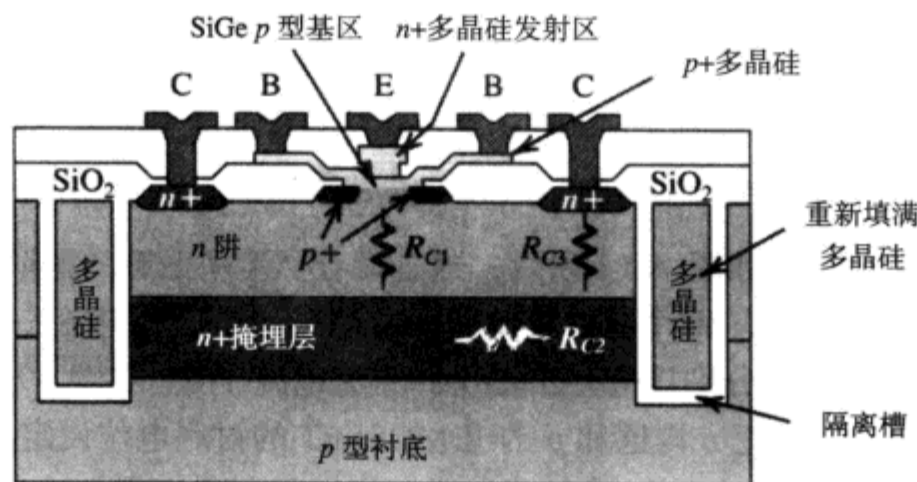 SiGe p 型基区
n+多晶硅发射区
p+多晶硅
C
B
E
B
C
SiO2
n+
n+
SiO2
重新填满
多晶硅
n 阱
p+
RC1
RC3
多晶硅
多晶硅
n+掩埋层
RC2
隔离槽
p 型衬底